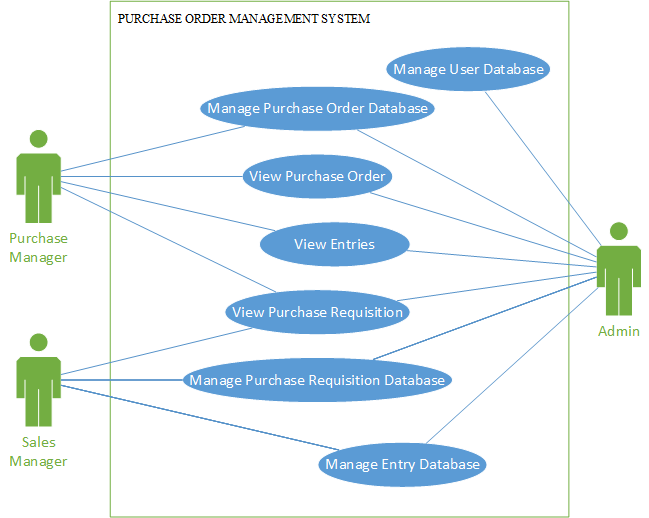 PURCHASE ORDER MANAGEMENT SYSTEM
Manage User Database
Manage Purchase Order Database
View Purchase Order
Purchase
Manager
View Entries
View Purchase Requisition
Admin
Manage Purchase Requisition Database
Sales
Manager
Manage Entry Database